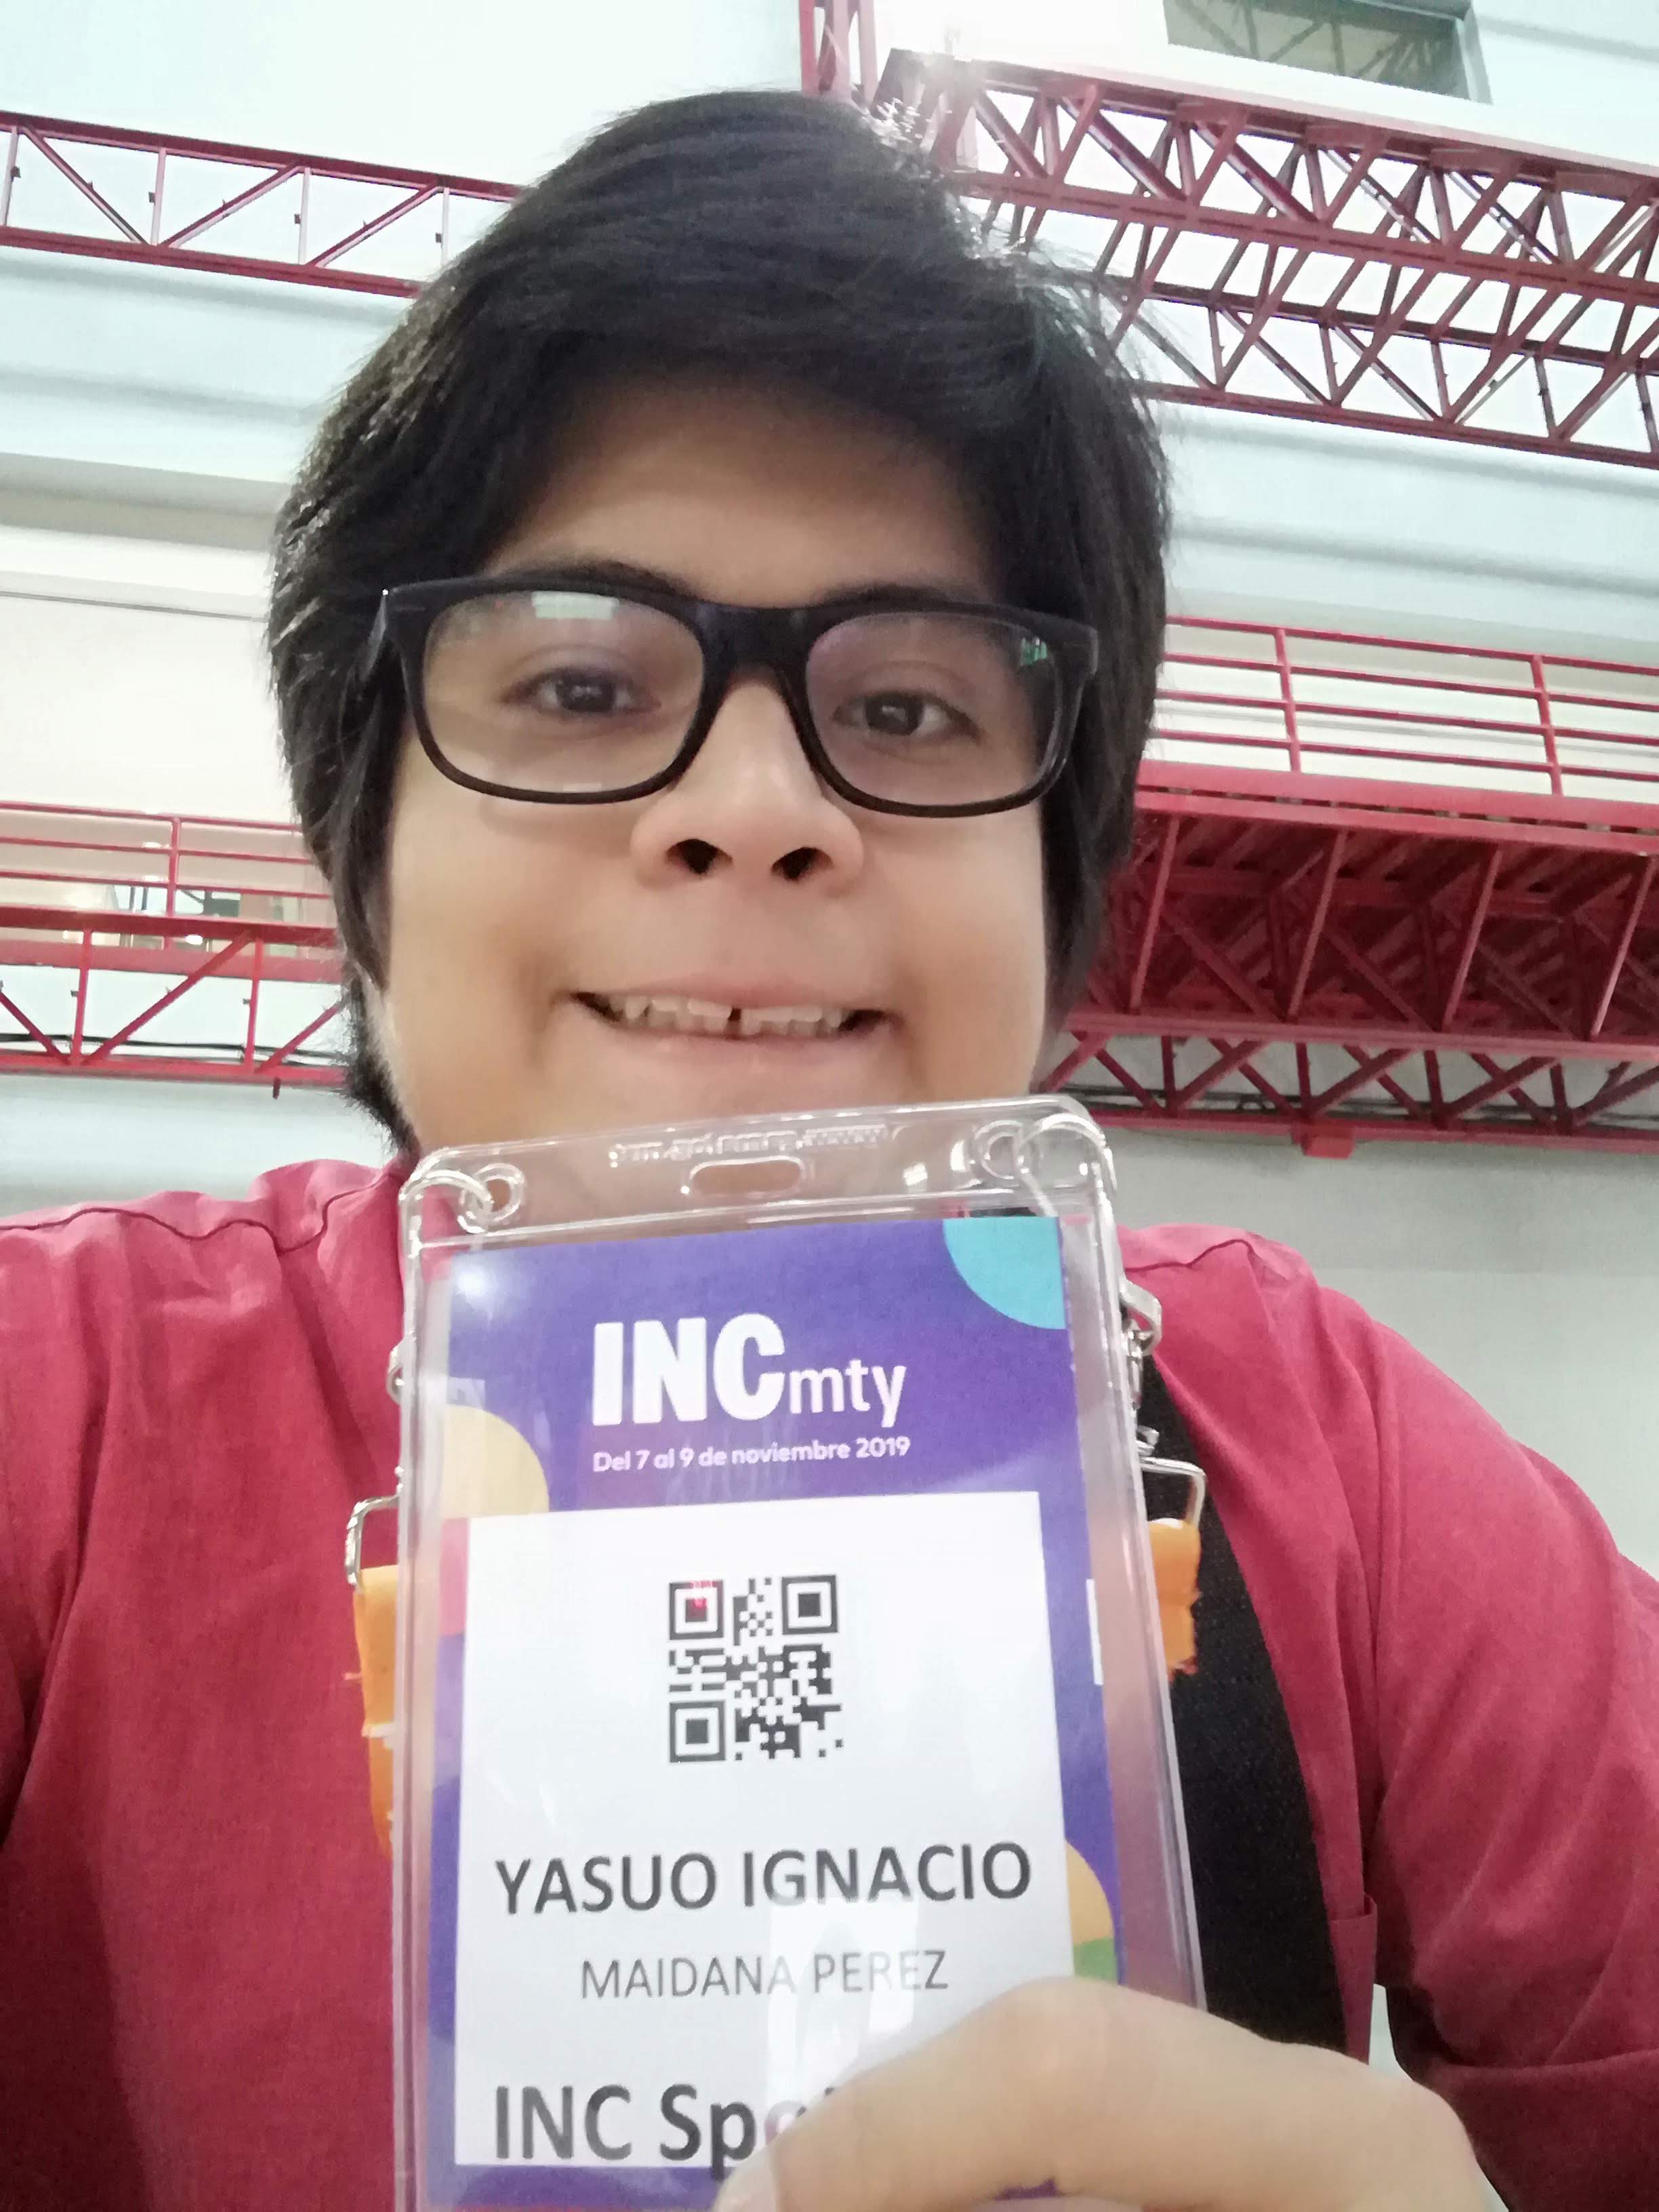 INCmty
Del 7 al 9 de noviembre 2019
YASUO IGNACIO
MAIDANA PEREZ
INC